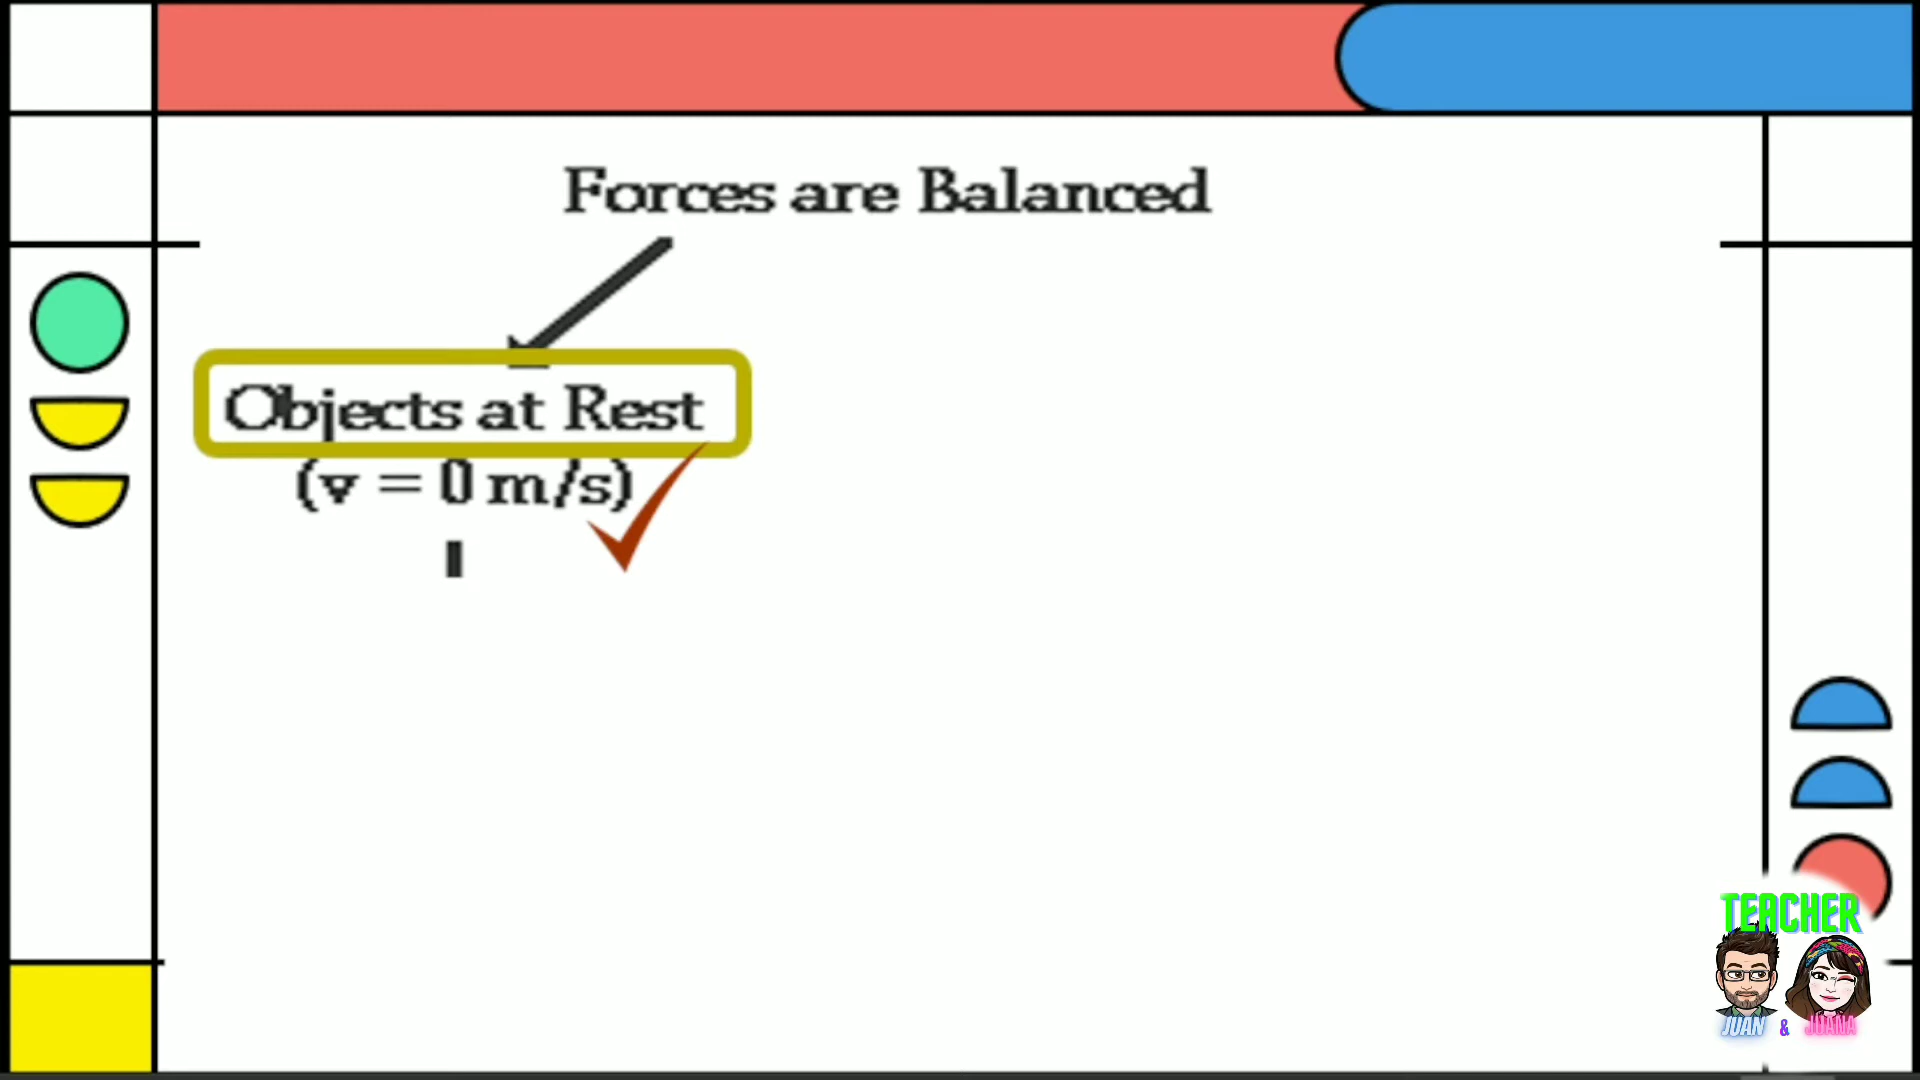 Forces are Balanced
Objects at Rest
(v = 0 m/s)
TEACHER
JUAN & JUANA